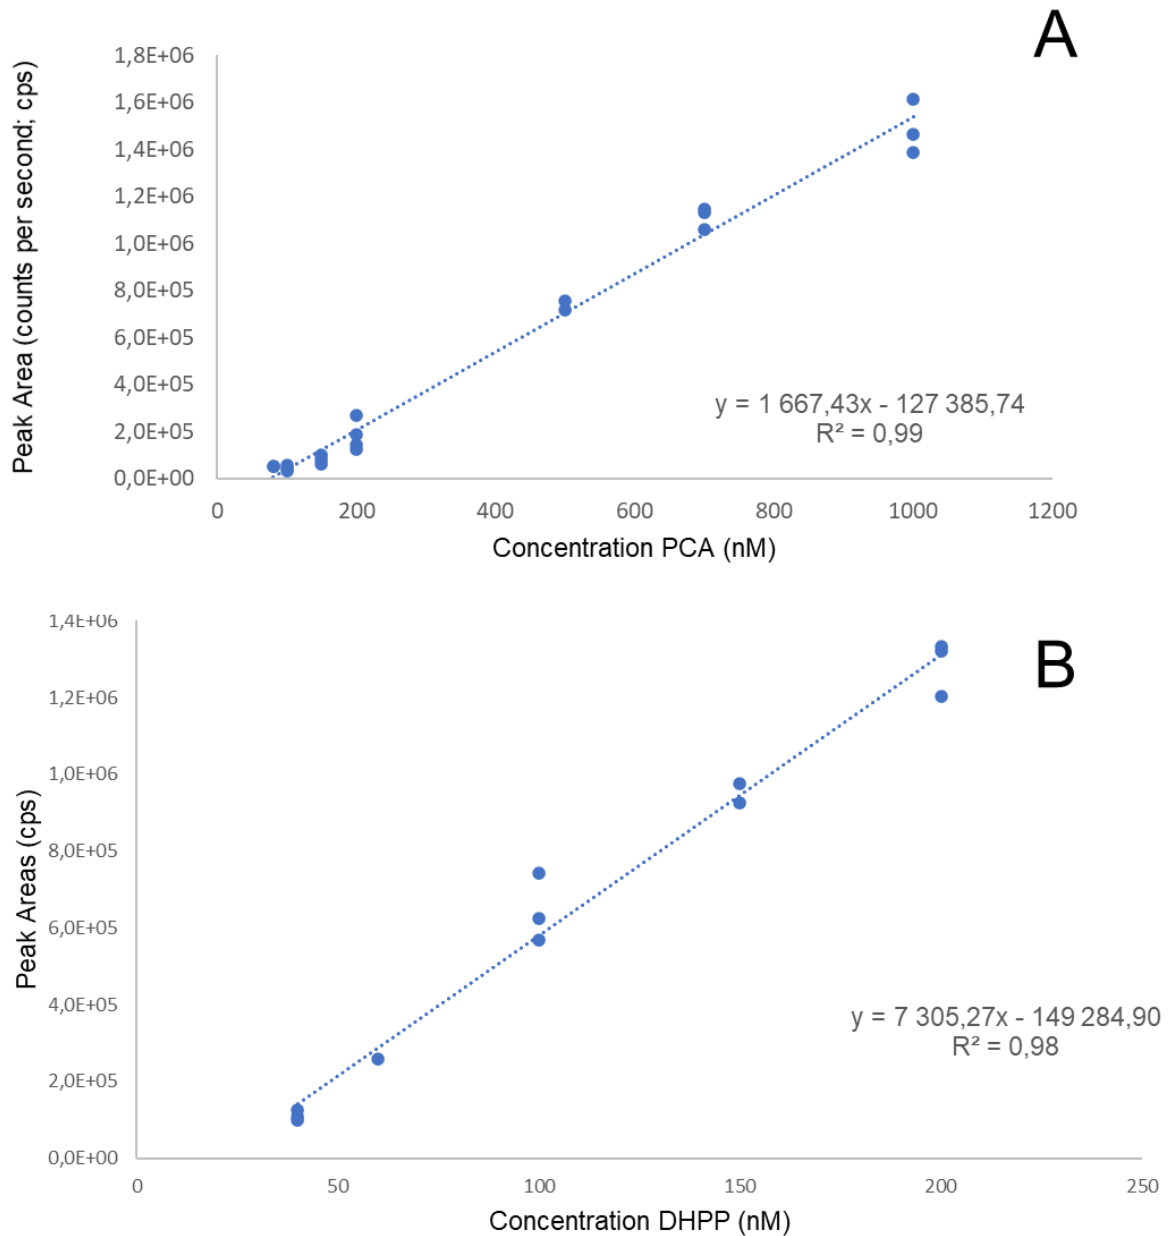 A
Peak Area (counts per second; cps)
1,8E+06
1,6E+06
1,4E+06
1,2E+06
1,0E+06
8,0E+05
6,0E+05
4,0E+05
2,0E+05
0,0E+00
y = 1 667,43x - 127 385,74
R² = 0,99
0 200 400 600 800 1000 1200
Concentration PCA (nM)
B
Peak Areas (cps)
1,4E+06
1,2E+06
1,0E+06
8,0E+05
6,0E+05
4,0E+05
2,0E+05
0,0E+00
y = 7 305,27x - 149 284,90
R² = 0,98
0 50 100 150 200 250
Concentration DHPP (nM)